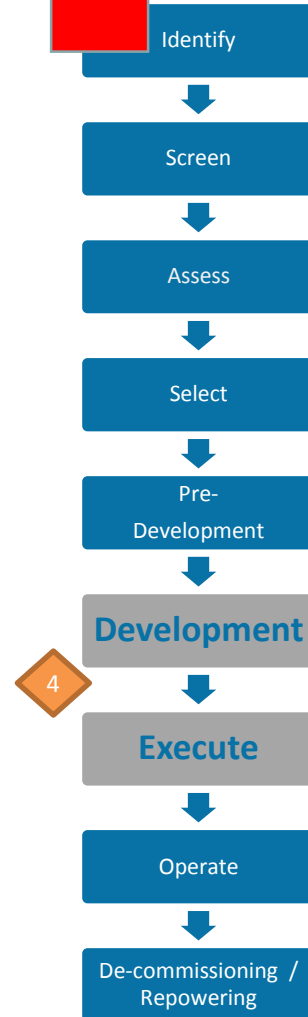 Identify
Screen
Assess
Select
Pre-
Development
Development
4
Execute
Operate
De-commissioning /
Repowering